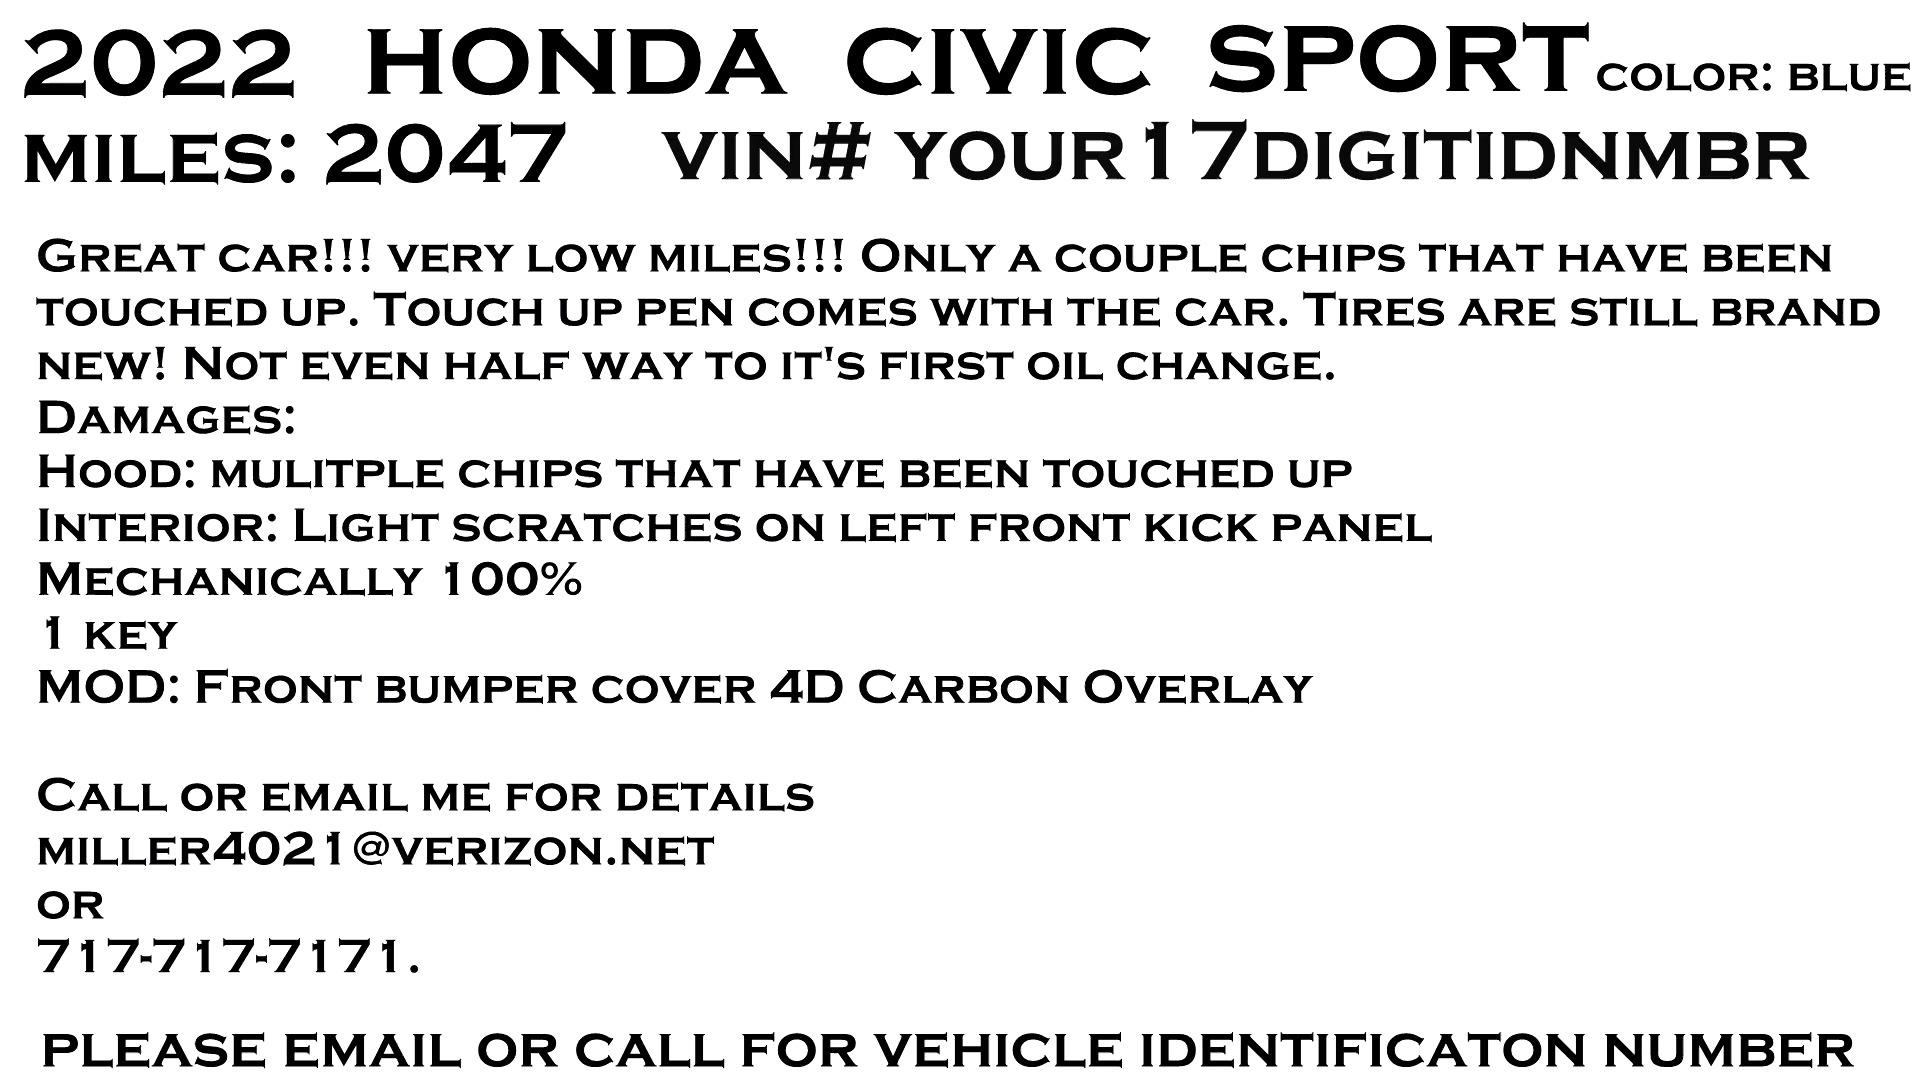 2022 HONDA CIVIC SPORT COLOR: BLUE
MILES: 2047 VIN# YOUR17DIGITIDNMBR
Great car!!! very low miles!!! Only a couple chips that have been
touched up. Touch up pen comes with the car. Tires are still brand
new! Not even half way to it's first oil change.
Damages:
Hood: mulitple chips that have been touched up
Interior: Light scratches on left front kick panel
Mechanically 100%
1 key
MOD: Front bumper cover 4D Carbon Overlay
Call or email me for details
miller4021@verizon.net
or
717-717-7171.
PLEASE EMAIL OR CALL FOR VEHICLE IDENTIFICATON NUMBER